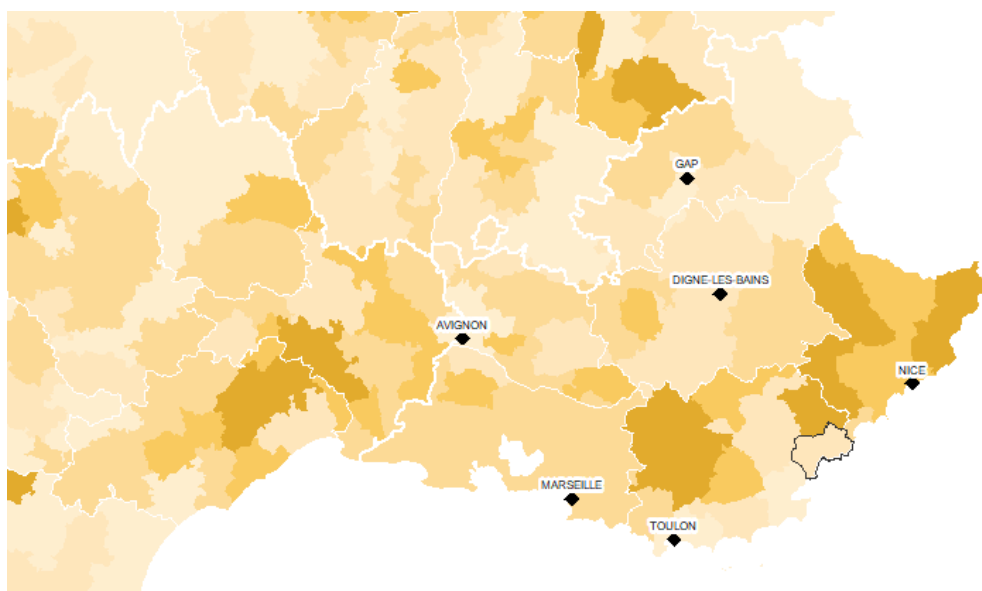 GAP
DIGNE-LES-BAINS
AVIGNON
NICE
MARSEILLE
TOULON